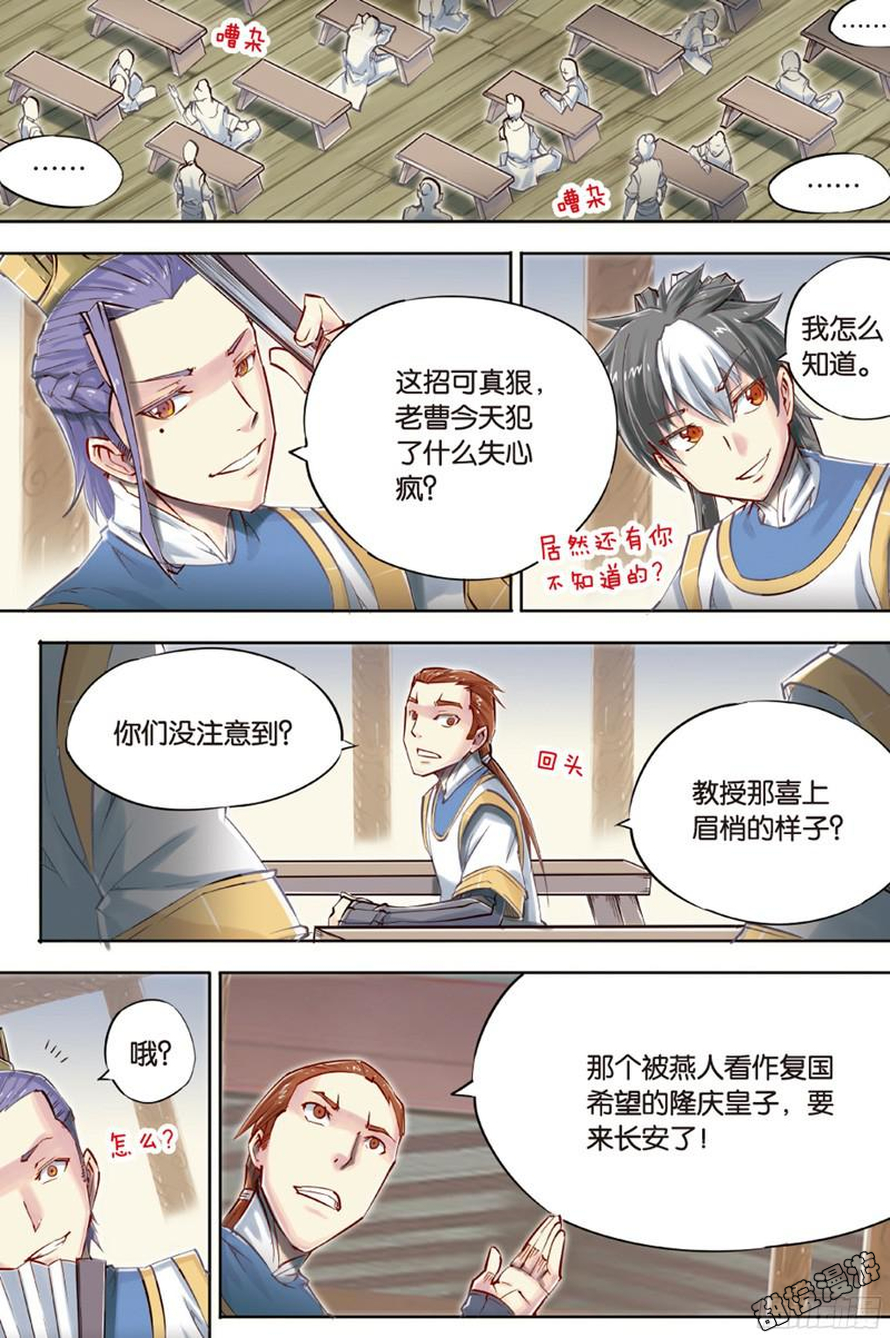 ……
嘈杂
……
……
嘈杂
这招可真狠，
老曹今天犯
了什么失心
疯？
我怎么
知道。
居然还有你
不知道的？
你们没注意到？
回头
教授那喜上
眉梢的样子？
哦？
怎么？
那个被燕人看作复国
希望的隆庆皇子，要
来长安了！